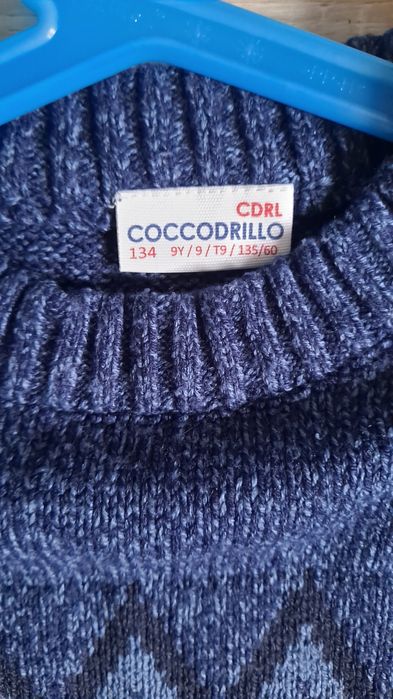 CDRL
COCCODRILLO
134 9Y / 9 / T9 / 135/60